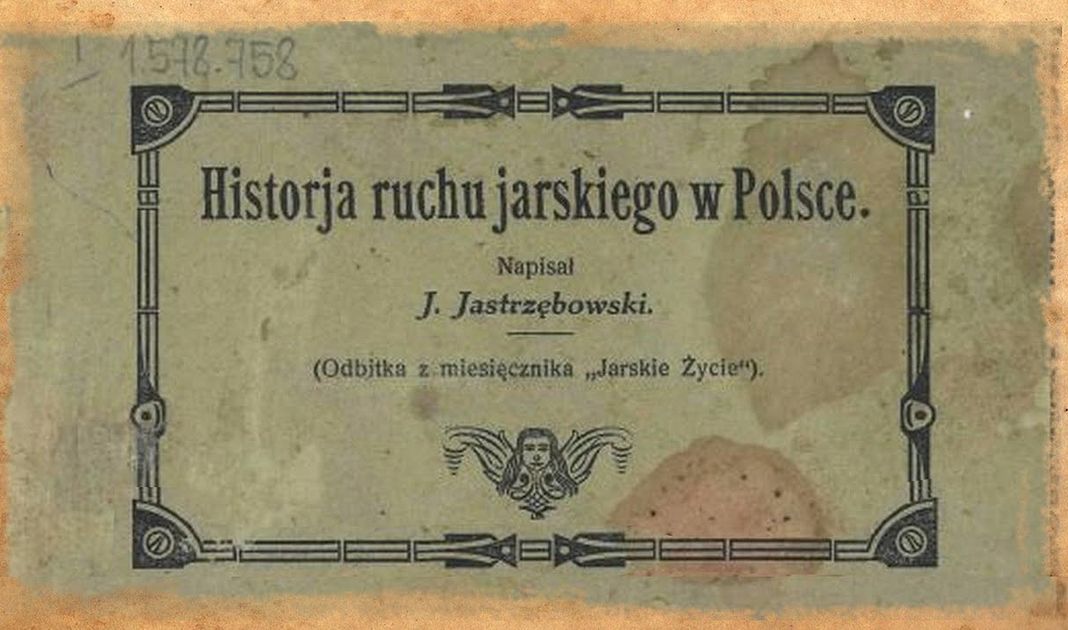 1.578.758
Historja ruchu jarskiego w Polsce.
Napisał
J. Jastrzębowski.
(Odbitka z miesięcznika „Jarskie Życie“).